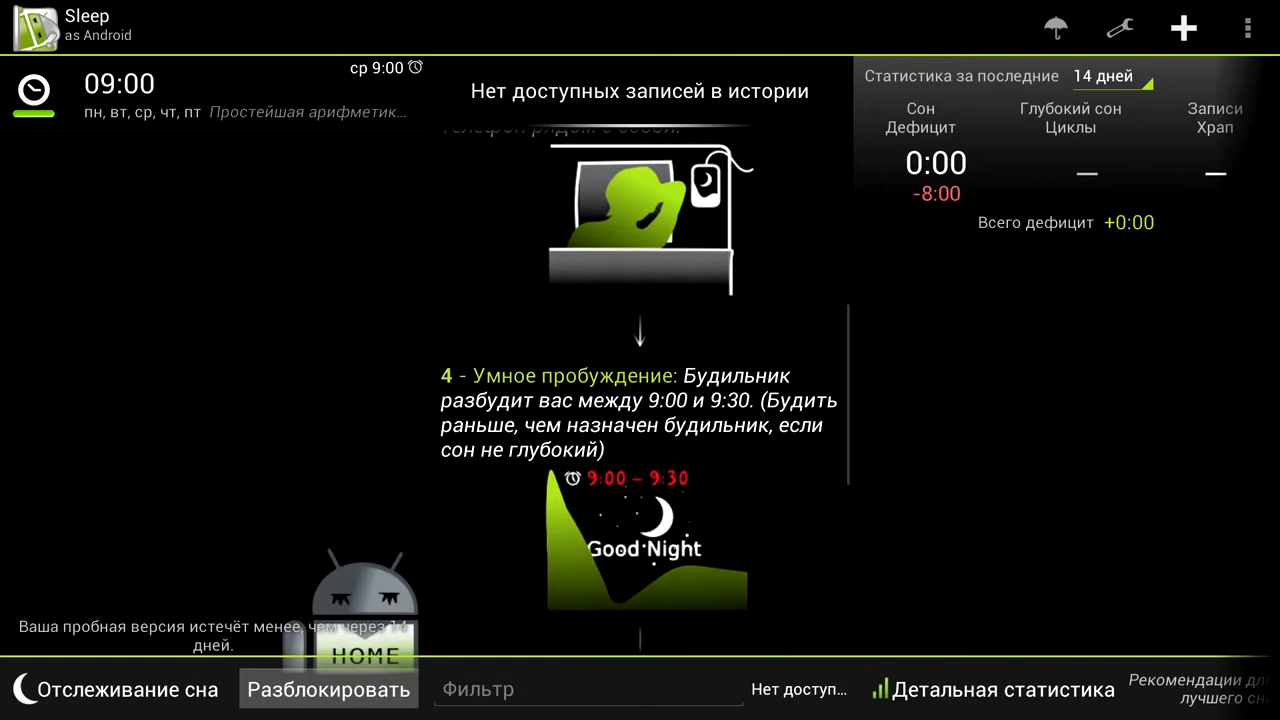 Sleep
as Android
ср 9:00
09:00
пн, вт, ср, чт, пт Простейшая арифметик...
Ваша пробная версия истечёт менее, чем через 14
дней.
HOME
Отслеживание сна
Разблокировать
Нет доступных записей в истории
телефон рядом с собой.
4 - Умное пробуждение: Будильник
разбудит вас между 9:00 и 9:30. (Будить
раньше, чем назначен будильник, если
сон не глубокий)
9:00 – 9:30
Good Night
Фильтр
Нет доступ...
Статистика за последние 14 дней
Сон Глубокий сон Записи
Дефицит Циклы Храп
0:00 — —
-8:00
Всего дефицит +0:00
Детальная статистика
Рекомендации
лучшего